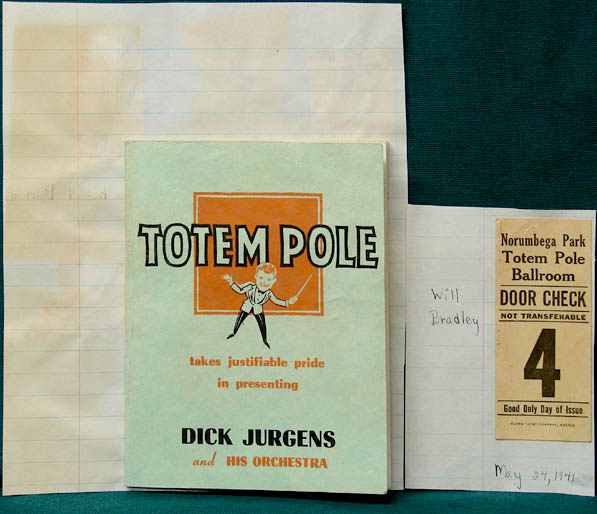 TOTEM POLE
takes justifiable pride
in presenting
DICK JURGENS
and HIS ORCHESTRA
Will
Bradley
Norumbega Park
Totem Pole
Ballroom
DOOR CHECK
NOT TRANSFERABLE
4
Good Only Day of Issue
May 24, 1941